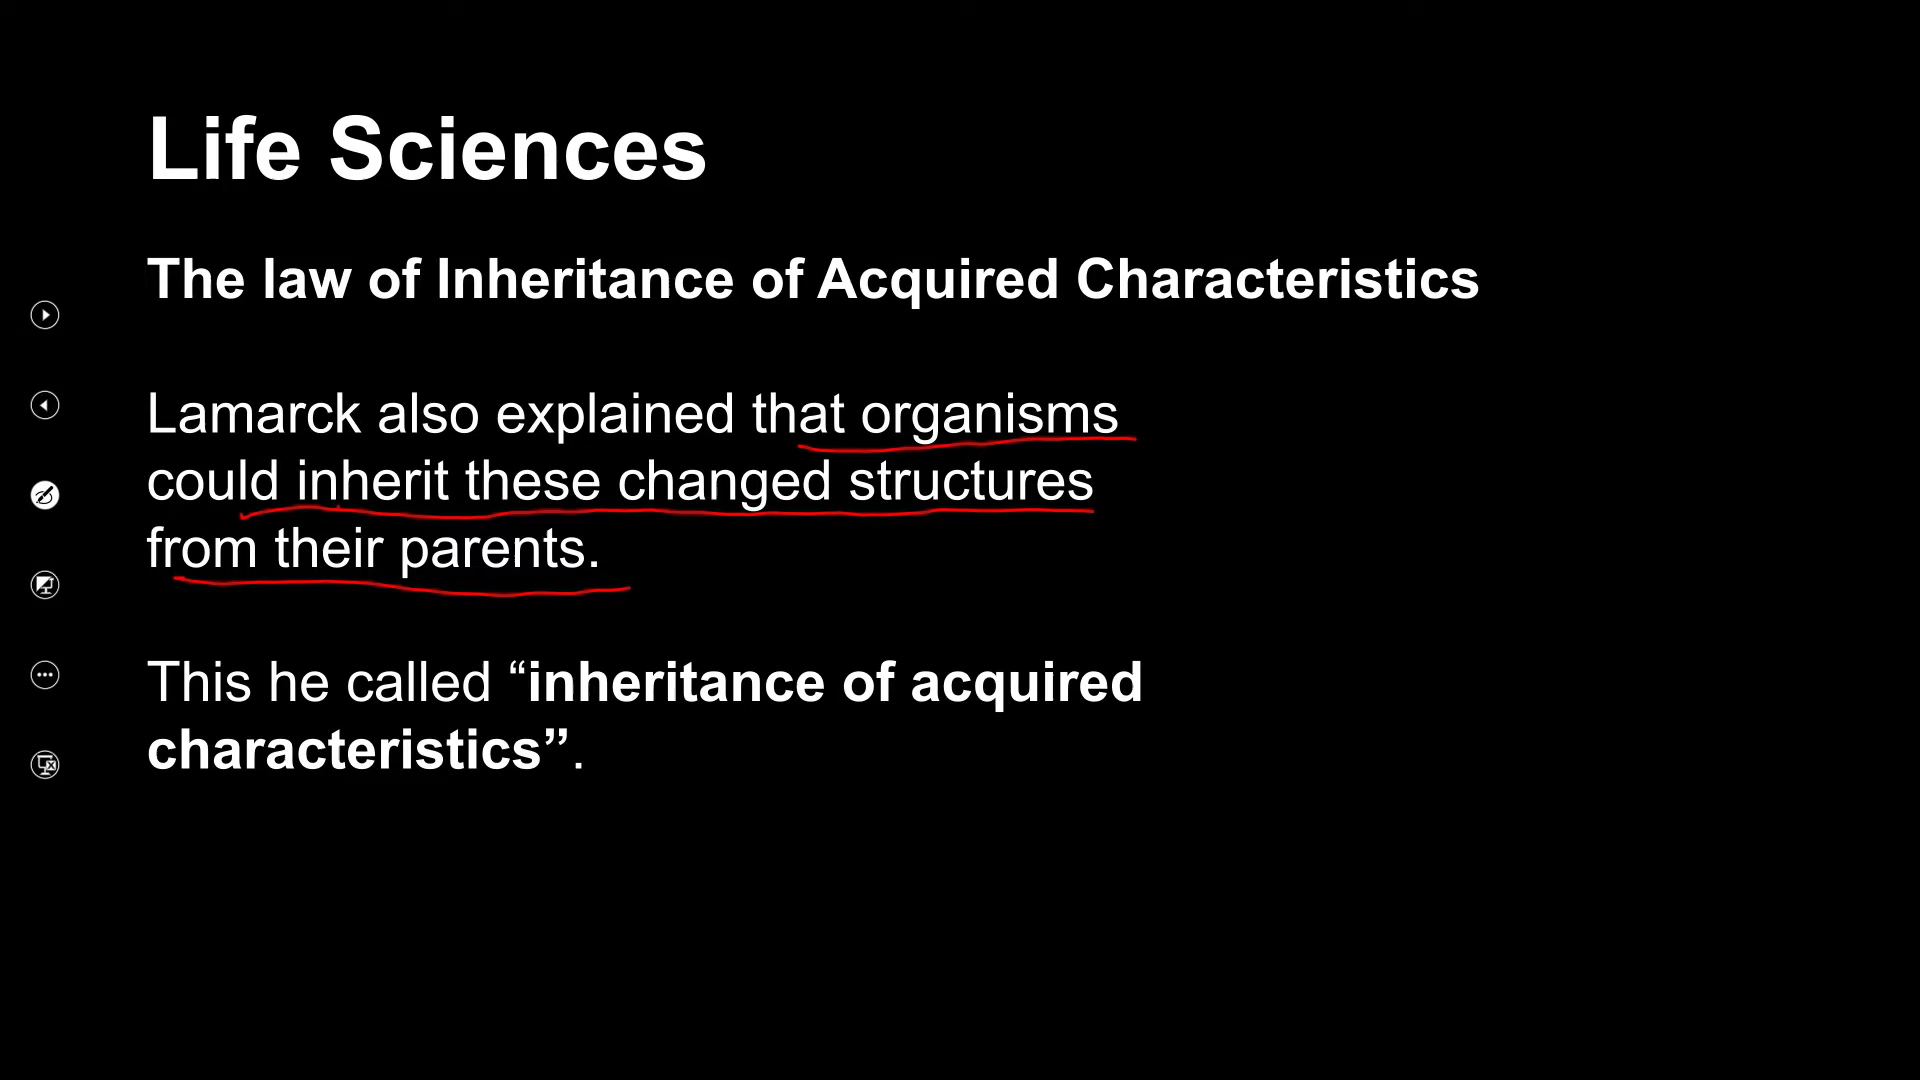 Life Sciences
The law of Inheritance of Acquired Characteristics
Lamarck also explained that organisms
could inherit these changed structures
from their parents.
This he called “inheritance of acquired
characteristics”.